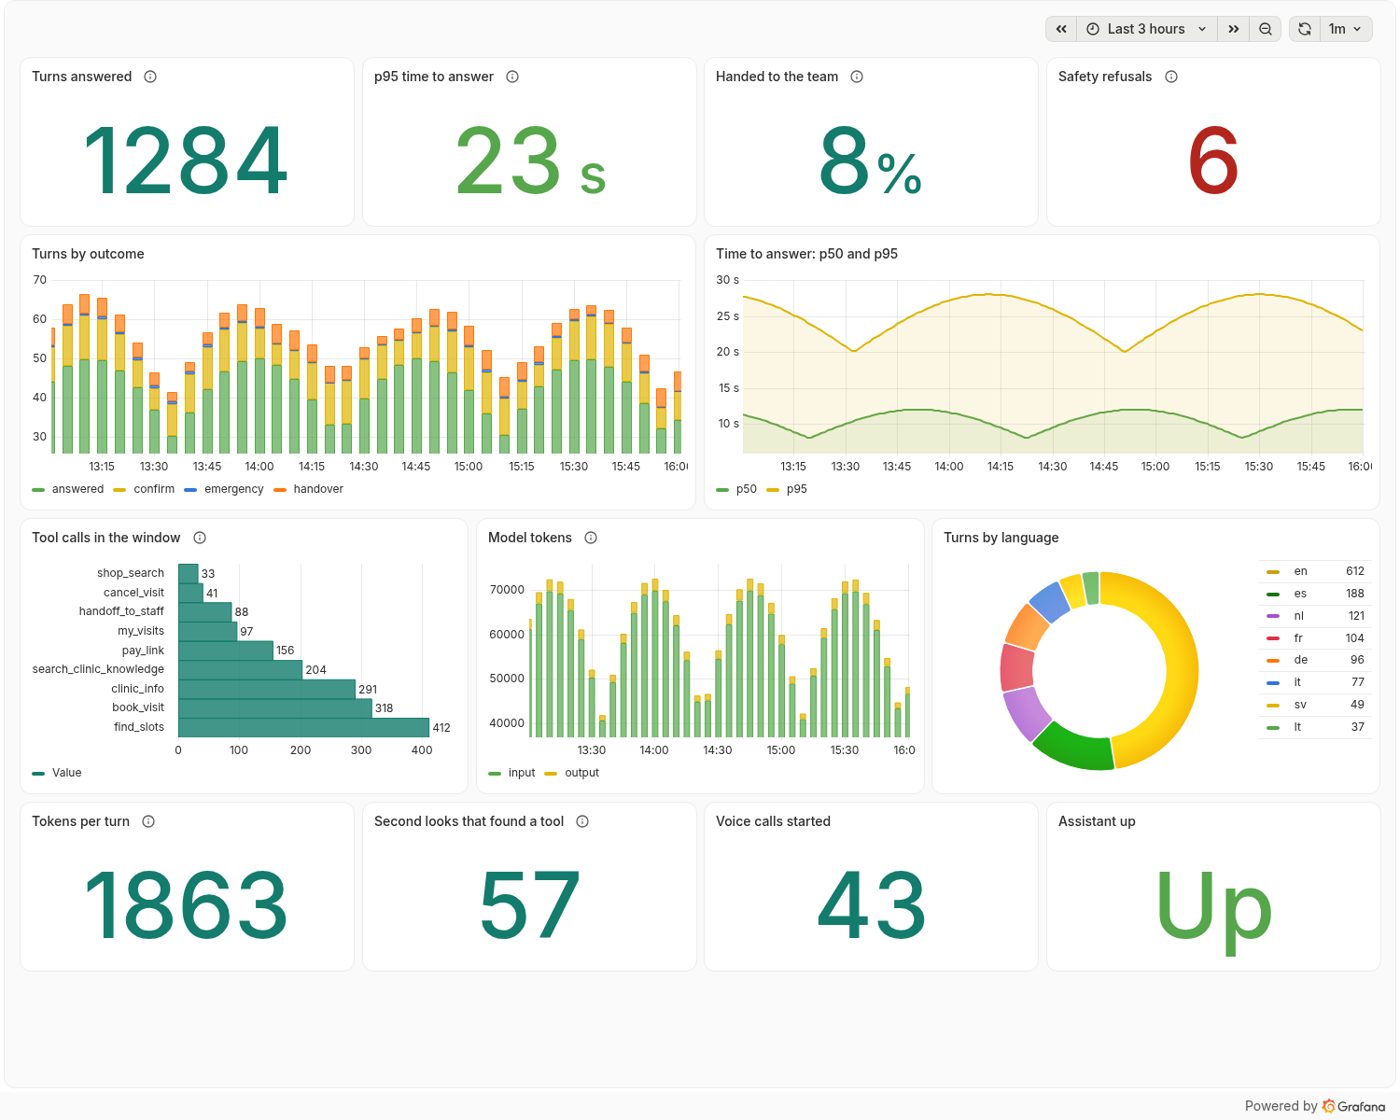 Last 3 hours 1m
Turns answered p95 time to answer Handed to the team Safety refusals
1284 23 s 8% 6
Turns by outcome
70
60
50
40
30
13:15 13:30 13:45 14:00 14:15 14:30 14:45 15:00 15:15 15:30 15:45 16:00
answered confirm emergency handover
Time to answer: p50 and p95
30 s
25 s
20 s
15 s
10 s
13:15 13:30 13:45 14:00 14:15 14:30 14:45 15:00 15:15 15:30 15:45 16:00
p50 p95
Tool calls in the window
shop_search 33
cancel_visit 41
handoff_to_staff 88
my_visits 97
pay_link 156
search_clinic_knowledge 204
clinic_info 291
book_visit 318
find_slots 412
0 100 200 300 400
Value
Model tokens
70000
60000
50000
40000
13:30 14:00 14:30 15:00 15:30 16:0
input output
Turns by language
en 612
es 188
nl 121
fr 104
de 96
it 77
sv 49
lt 37
Tokens per turn Second looks that found a tool Voice calls started Assistant up
1863 57 43 Up
Powered by Grafana